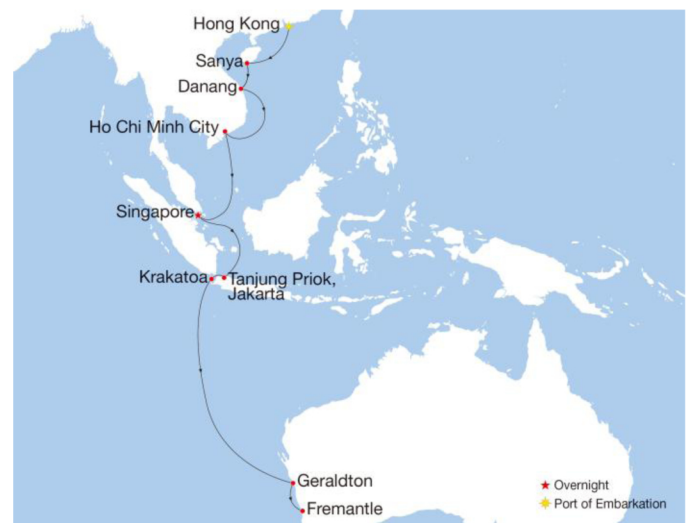 Hong Kong
Sanya
Danang
Ho Chi Minh City
Singapore
Krakatoa
Tanjung Priok,
Jakarta
Geraldton
Fremantle
Overnight
Port of Embarkation